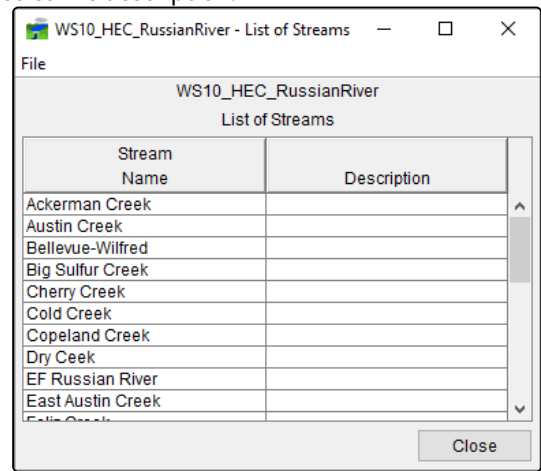 WS10_HEC_RussianRiver - List of Streams
File
WS10_HEC_RussianRiver
List of Streams
Stream
Name Description
Ackerman Creek
Austin Creek
Bellevue-Wilfred
Big Sulfur Creek
Cherry Creek
Cold Creek
Copeland Creek
Dry Ceek
EF Russian River
East Austin Creek
Close